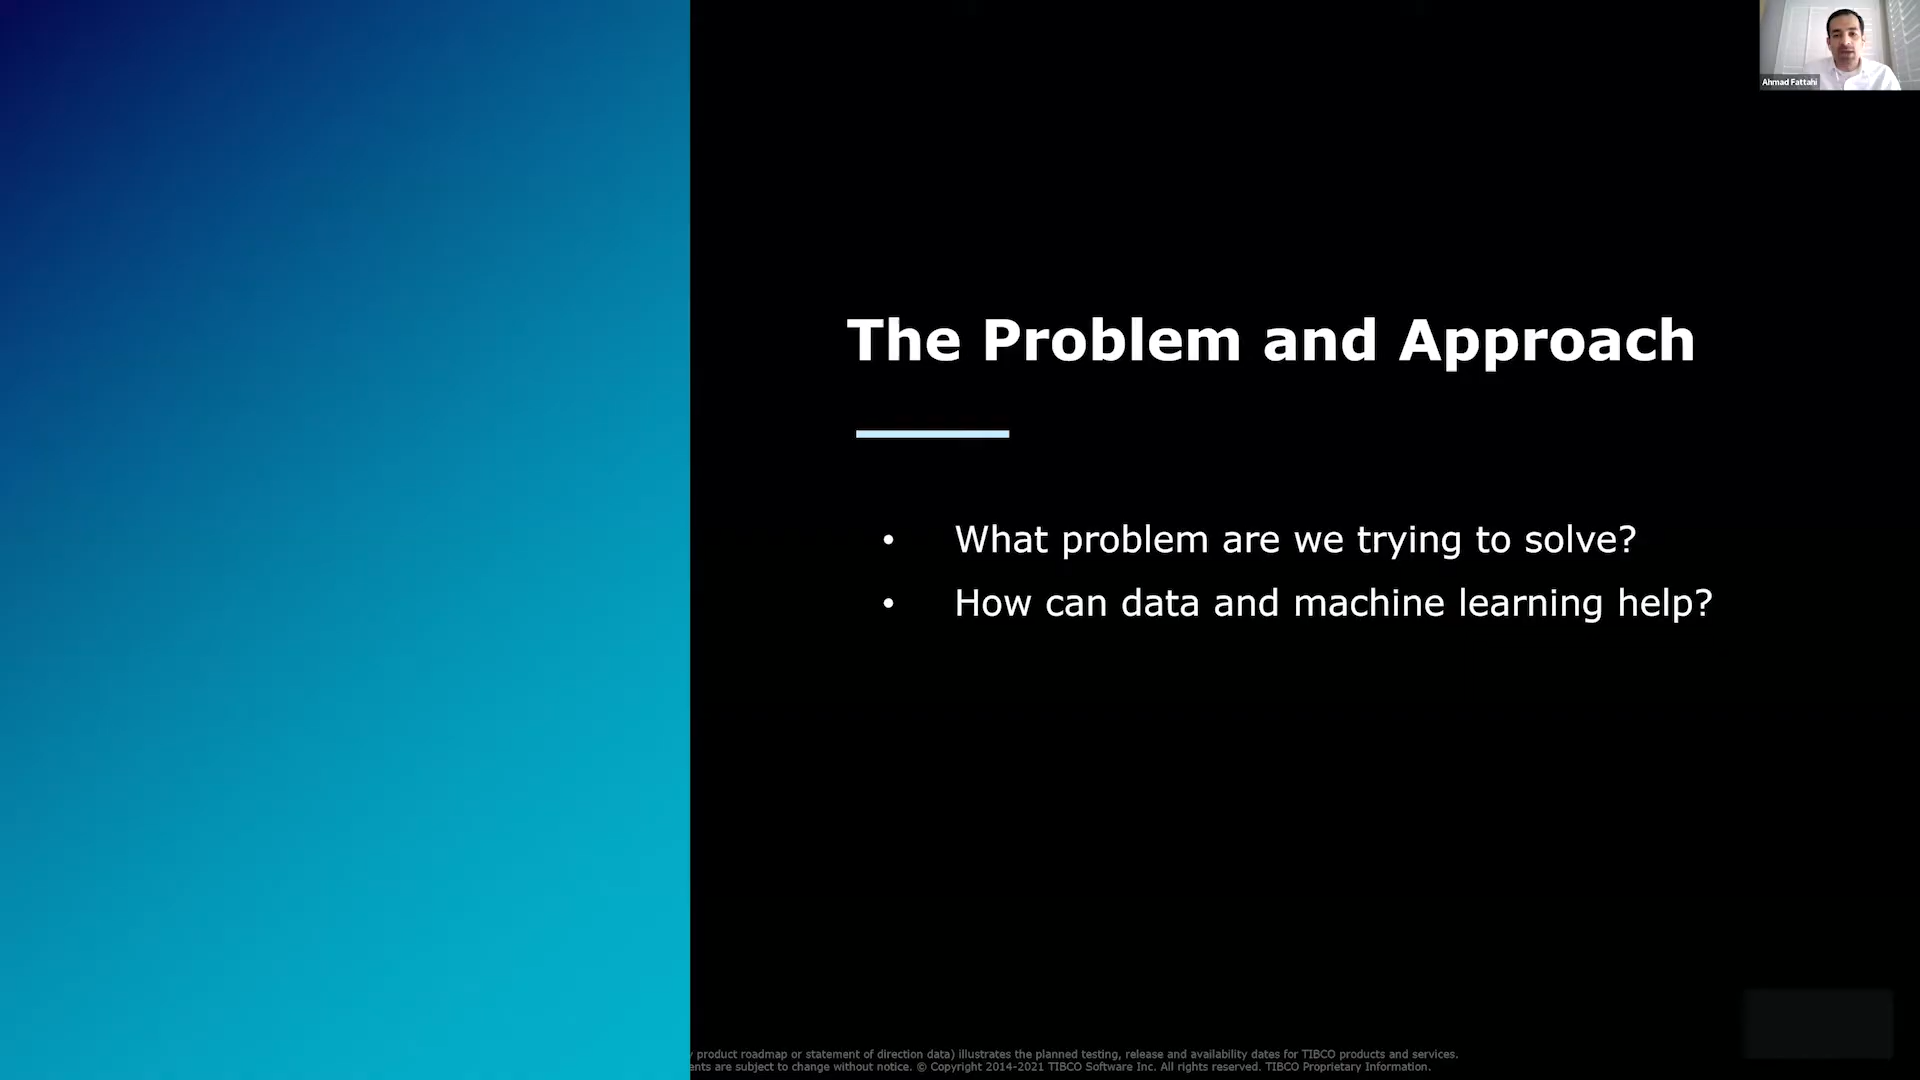 Ahmad Fattahi
The Problem and Approach
• What problem are we trying to solve?
• How can data and machine learning help?
product roadmap or statement of direction data) illustrates the planned testing, release and availability dates for TIBCO products and services.
are subject to change without notice. © Copyright 2014-2021 TIBCO Software Inc. All rights reserved. TIBCO Proprietary Information.